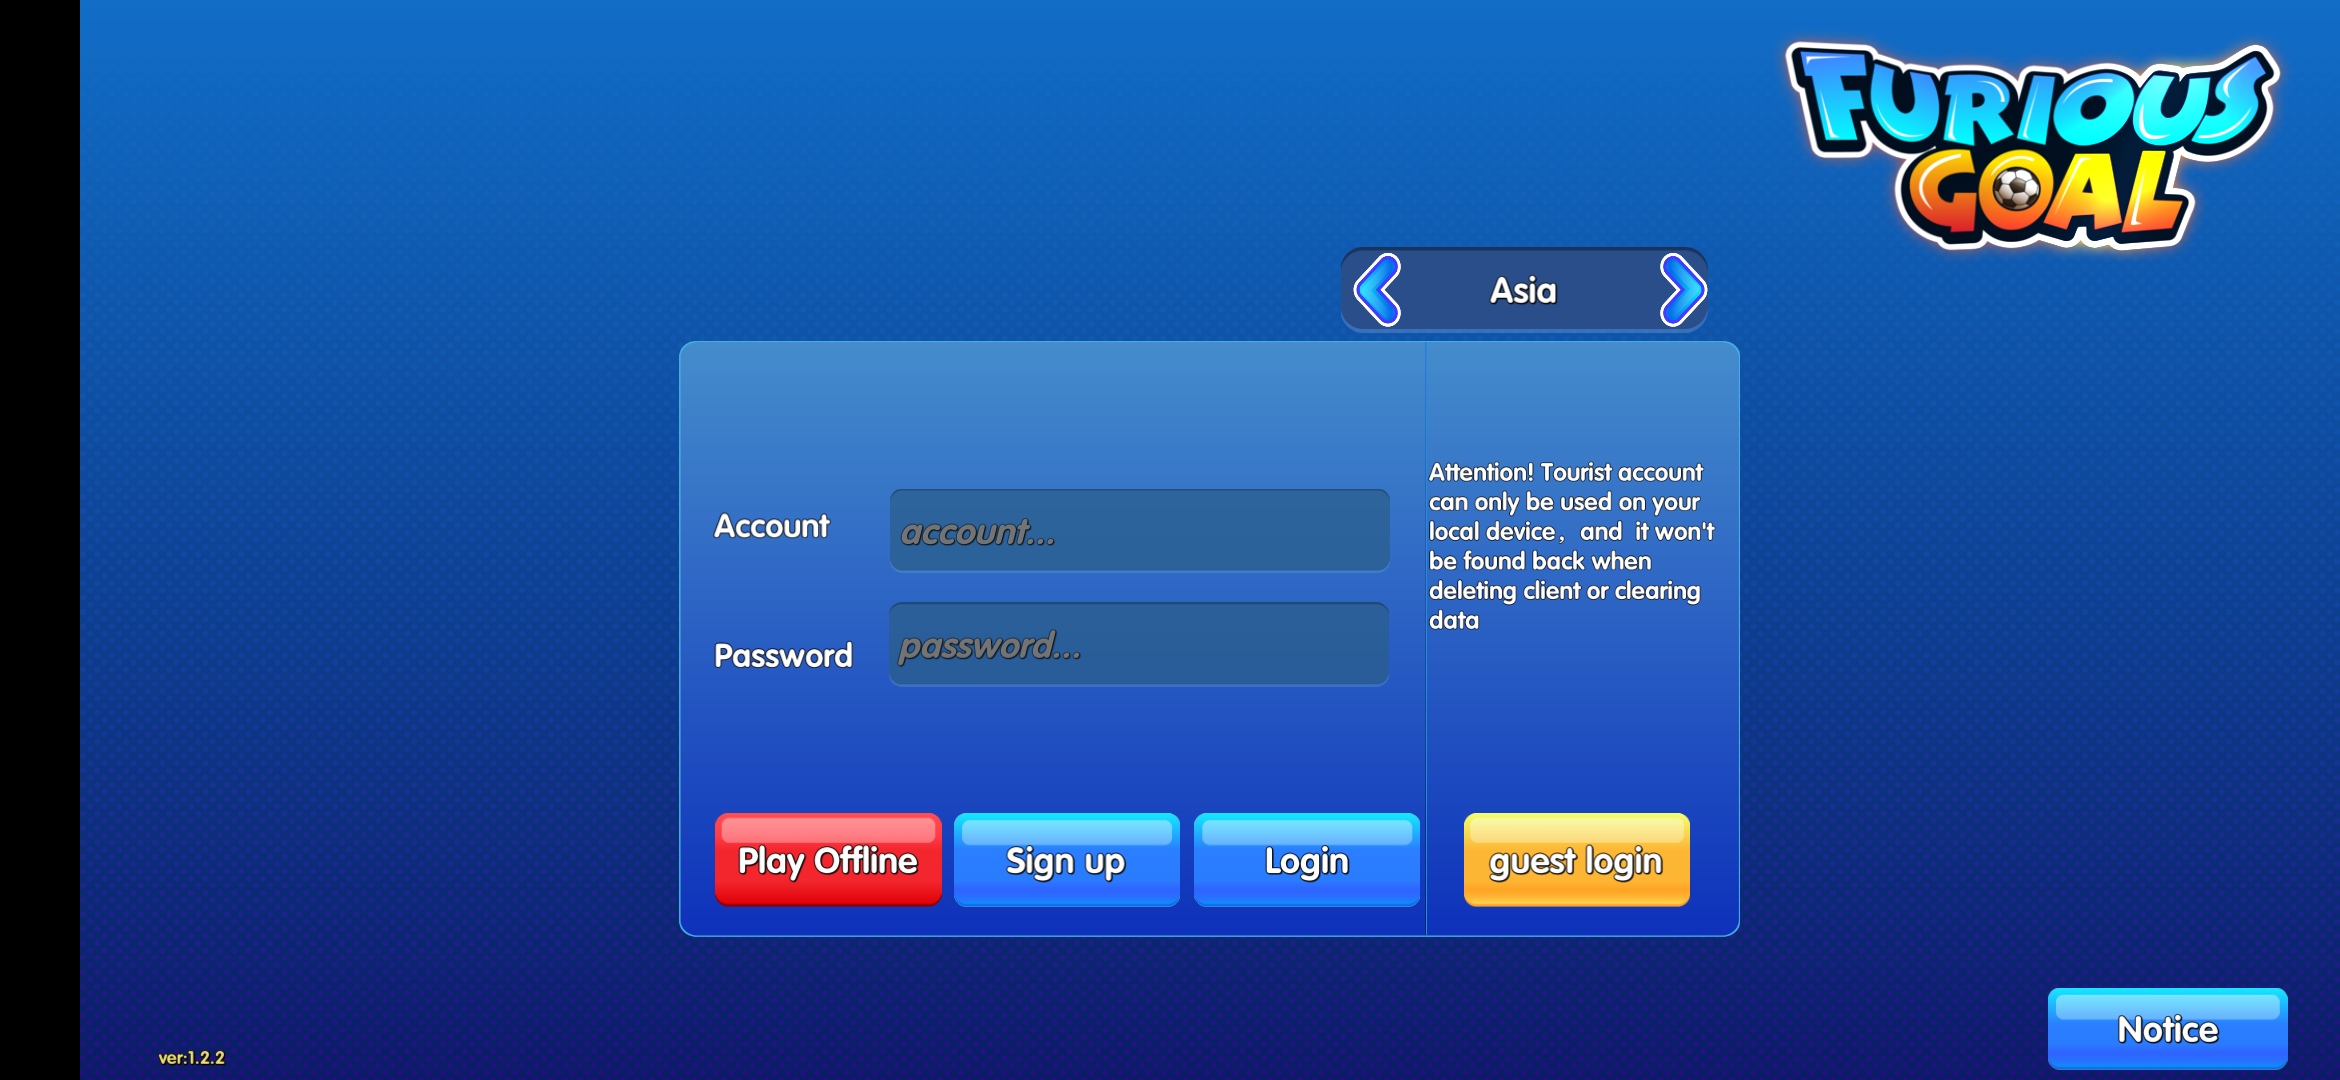 FURIOUS
GOAL
Asia
Account
account...
Password
password...
Attention! Tourist account
can only be used on your
local device，and it won't
be found back when
deleting client or clearing
data
Play Offline
Sign up
Login
guest login
Notice
ver:1.2.2